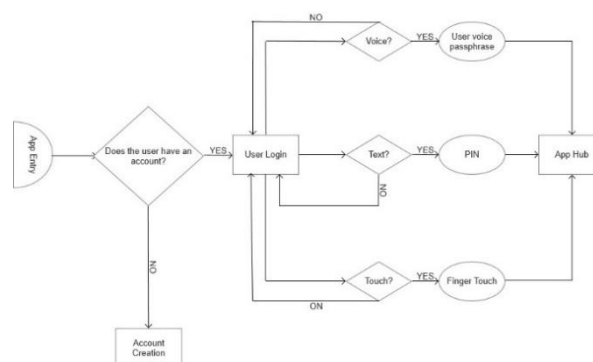 NO
Voice?
YES
User voice
passphrase
App Entry
Does the user have an
account?
YES
User Login
Text?
YES
PIN
App Hub
NO
NO
Touch?
YES
Finger Touch
NO
Account
Creation